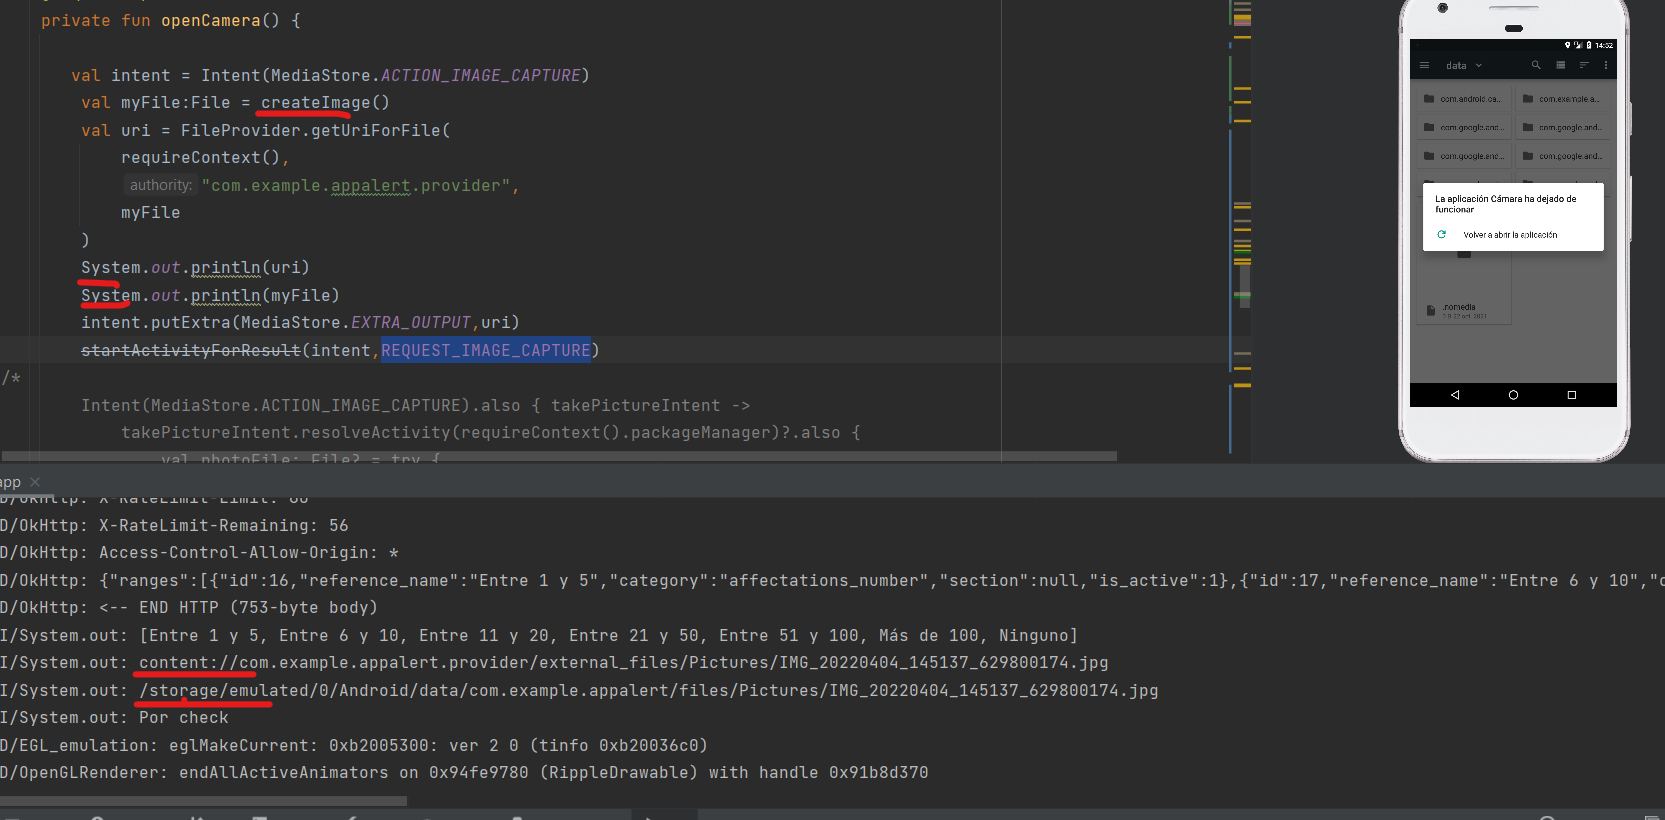 private fun openCamera() {
val intent = Intent(MediaStore.ACTION_IMAGE_CAPTURE)
val myFile:File = createImage()
val uri = FileProvider.getUriForFile(
requireContext(),
authority: "com.example.appalert.provider",
myFile
)
System.out.println(uri)
System.out.println(myFile)
intent.putExtra(MediaStore.EXTRA_OUTPUT,uri)
startActivityForResult(intent,REQUEST_IMAGE_CAPTURE)
/*
Intent(MediaStore.ACTION_IMAGE_CAPTURE).also { takePictureIntent ->
takePictureIntent.resolveActivity(requireContext().packageManager)?.also {
val photoFile: File? = try {
14:52
data
com.android.ca... com.example.a...
com.google.and... com.google.and...
com.google.and... com.google.and...
La aplicación Cámara ha dejado de
funcionar
Volver a abrir la aplicación
.nomedia
app
D/OkHttp: X-RateLimit-Limit: 60
D/OkHttp: X-RateLimit-Remaining: 56
D/OkHttp: Access-Control-Allow-Origin: *
D/OkHttp: {"ranges":[{"id":16,"reference_name":"Entre 1 y 5","category":"affectations_number","section":null,"is_active":1},{"id":17,"reference_name":"Entre 6 y 10","c
D/OkHttp: <-- END HTTP (753-byte body)
I/System.out: [Entre 1 y 5, Entre 6 y 10, Entre 11 y 20, Entre 21 y 50, Entre 51 y 100, Más de 100, Ninguno]
I/System.out: content://com.example.appalert.provider/external_files/Pictures/IMG_20220404_145137_629800174.jpg
I/System.out: /storage/emulated/0/Android/data/com.example.appalert/files/Pictures/IMG_20220404_145137_629800174.jpg
I/System.out: Por check
D/EGL_emulation: eglMakeCurrent: 0xb2005300: ver 2 0 (tinfo 0xb20036c0)
D/OpenGLRenderer: endAllActiveAnimators on 0x94fe9780 (RippleDrawable) with handle 0x91b8d370